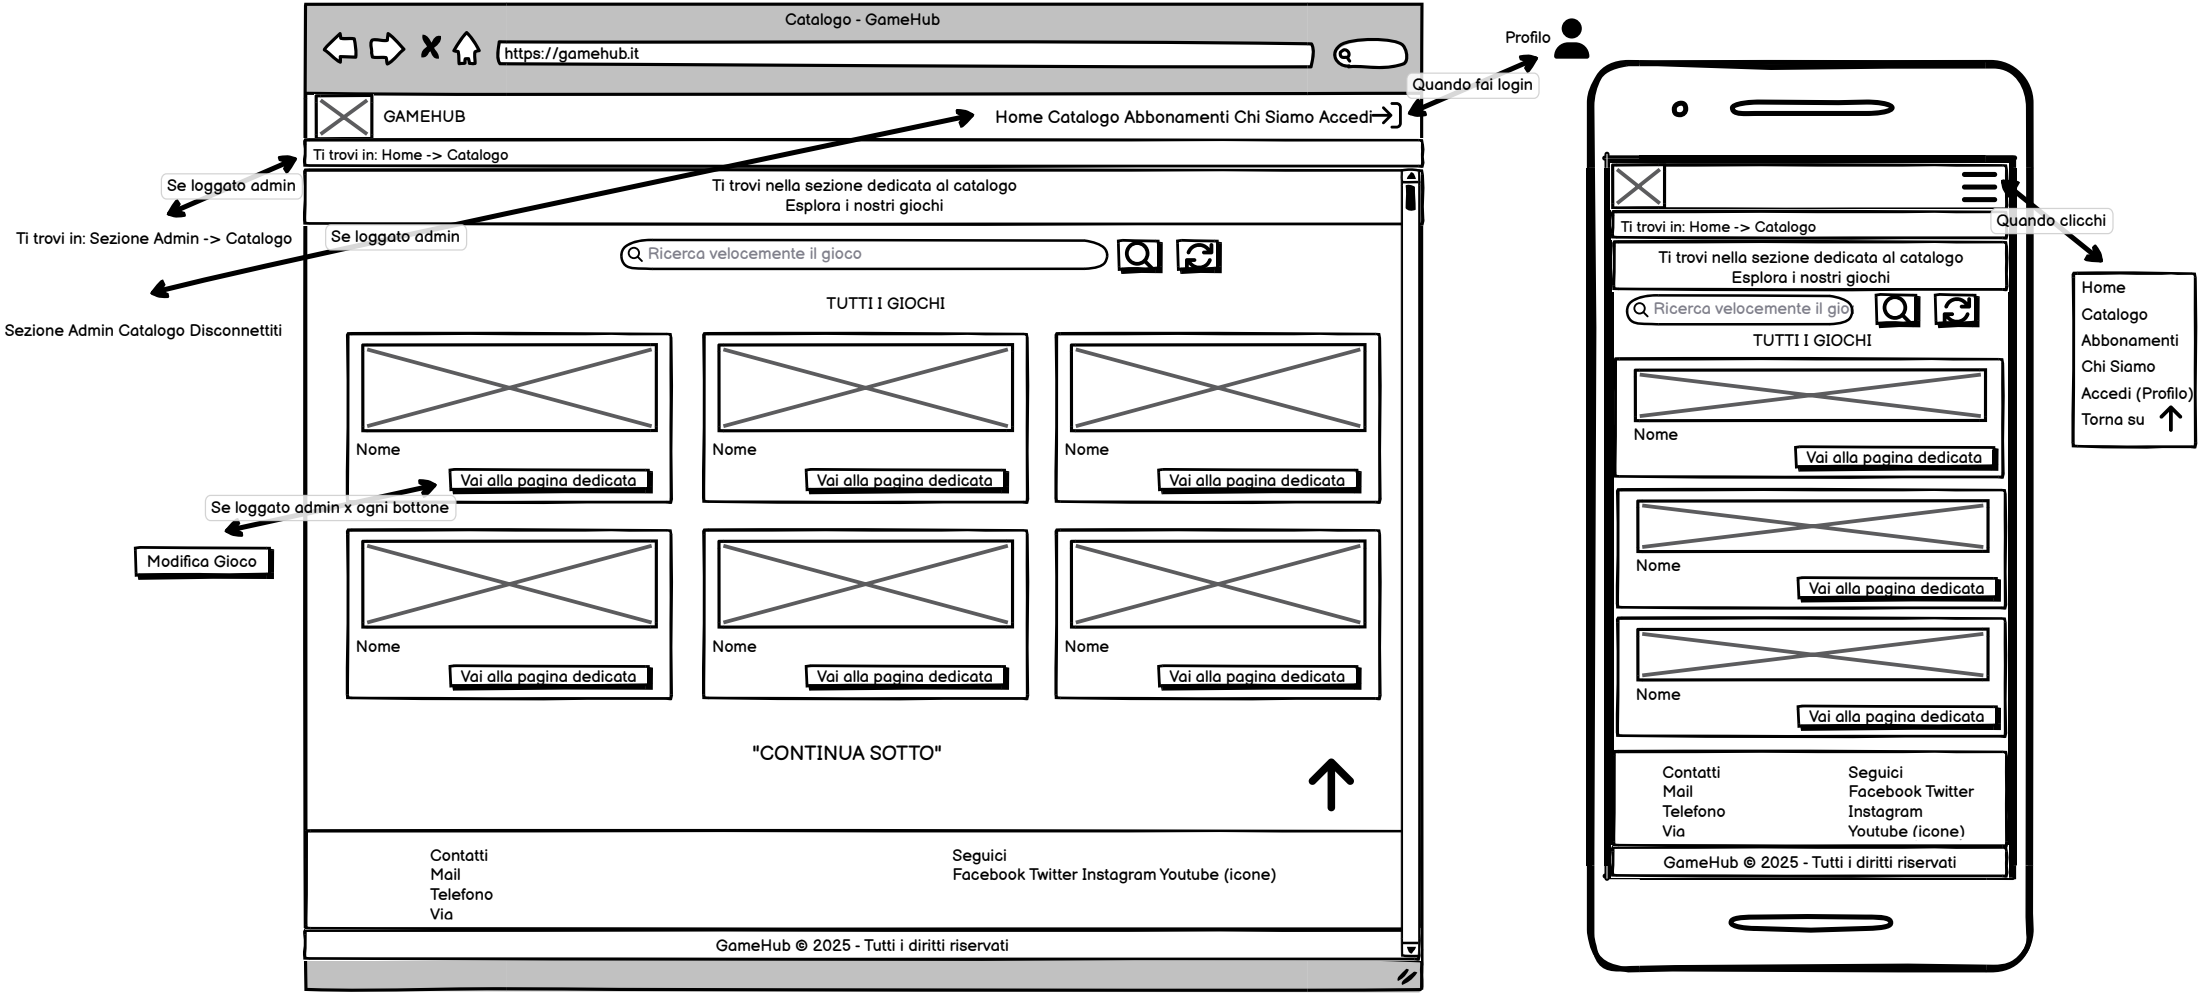 Catalogo - GameHub
https://gamehub.it
Profilo
Quando fai login
GAMEHUB
Home Catalogo Abbonamenti Chi Siamo Accedi
Ti trovi in: Home -> Catalogo
Se loggato admin
Ti trovi in: Sezione Admin -> Catalogo
Ti trovi nella sezione dedicata al catalogo
Esplora i nostri giochi
Se loggato admin
Sezione Admin Catalogo Disconnettiti
Ricerca velocemente il gioco
TUTTI I GIOCHI
Nome
Vai alla pagina dedicata
Nome
Vai alla pagina dedicata
Nome
Vai alla pagina dedicata
Se loggato admin x ogni bottone
Modifica Gioco
Nome
Vai alla pagina dedicata
Nome
Vai alla pagina dedicata
Nome
Vai alla pagina dedicata
"CONTINUA SOTTO"
Contatti
Mail
Telefono
Via
Seguici
Facebook Twitter Instagram Youtube (icone)
GameHub © 2025 - Tutti i diritti riservati
Quando clicchi
Ti trovi in: Home -> Catalogo
Ti trovi nella sezione dedicata al catalogo
Esplora i nostri giochi
Ricerca velocemente il gio
TUTTI I GIOCHI
Nome
Vai alla pagina dedicata
Nome
Vai alla pagina dedicata
Nome
Vai alla pagina dedicata
Contatti
Mail
Telefono
Via
Seguici
Facebook Twitter
Instagram
Youtube (icone)
GameHub © 2025 - Tutti i diritti riservati
Home
Catalogo
Abbonamenti
Chi Siamo
Accedi (Profilo)
Torna su